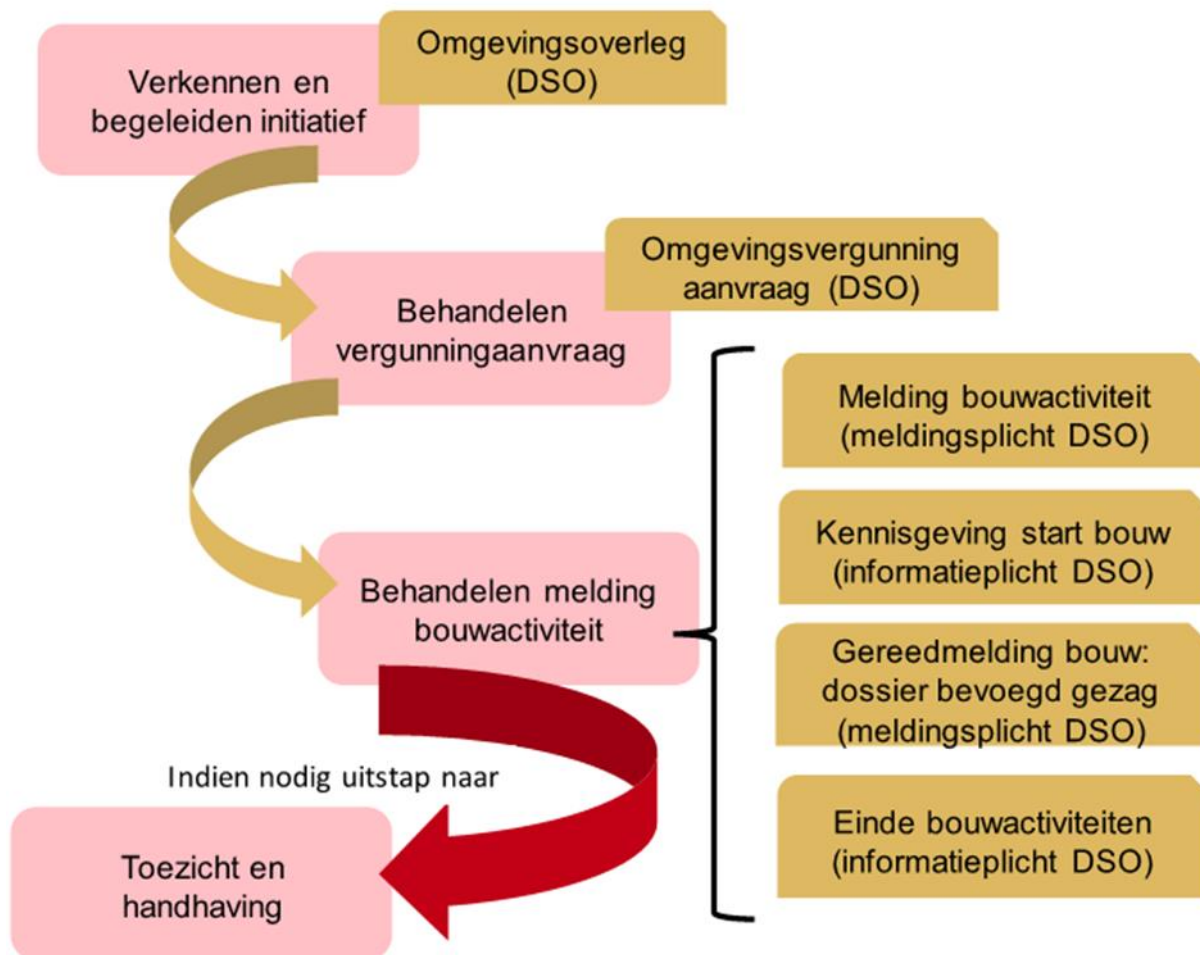 Omgevingsoverleg
(DSO)
Verkennen en
begeleiden initiatief
Omgevingsvergunning
aanvraag (DSO)
Behandelen
vergunningaanvraag
Melding bouwactiviteit
(meldingsplicht DSO)
Kennisgeving start bouw
(informatieplicht DSO)
Behandelen melding
bouwactiviteit
Gereedmelding bouw:
dossier bevoegd gezag
(meldingsplicht DSO)
Indien nodig uitstap naar
Einde bouwactiviteiten
(informatieplicht DSO)
Toezicht en
handhaving